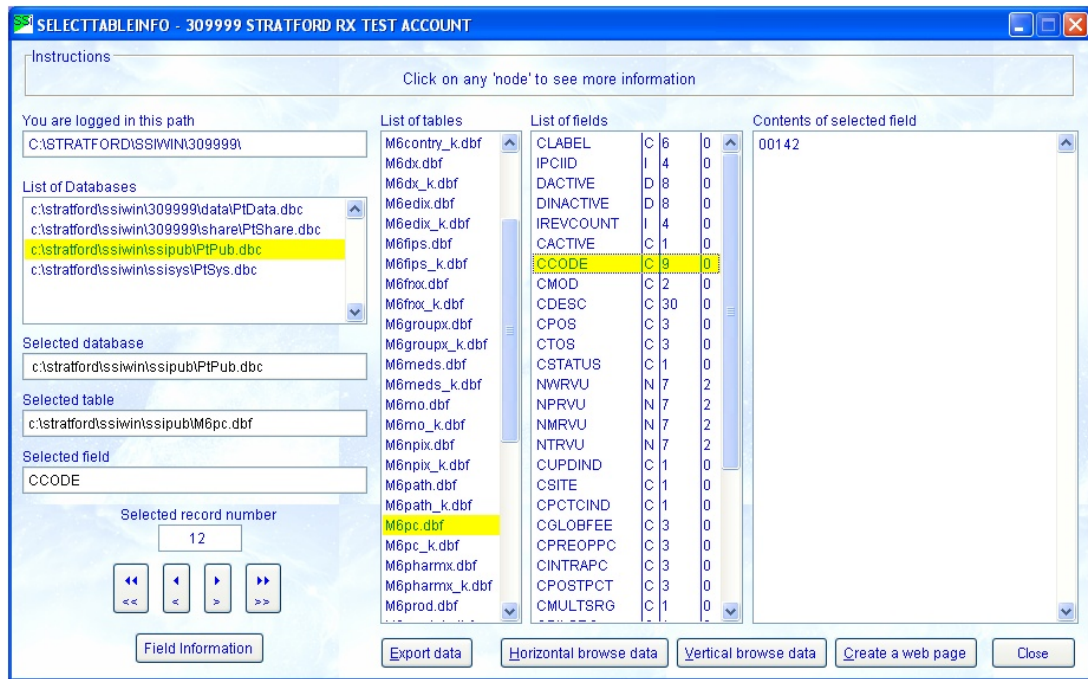 SSi SELECTTABLEINFO - 309999 STRATFORD RX TEST ACCOUNT
Instructions
Click on any 'node' to see more information
You are logged in this path
C:\STRATFORD\SSIWIN\309999\
List of Databases
c:\stratford\ssiwin\309999\data\PtData.dbc
c:\stratford\ssiwin\309999\share\PtShare.dbc
c:\stratford\ssiwin\ssipub\PtPub.dbc
c:\stratford\ssiwin\ssisys\PtSys.dbc
Selected database
c:\stratford\ssiwin\ssipub\PtPub.dbc
Selected table
c:\stratford\ssiwin\ssipub\M6pc.dbf
Selected field
CCODE
Selected record number
12
<< < > >>
Field Information
List of tables
M6contry_k.dbf
M6dx.dbf
M6dx_k.dbf
M6edix.dbf
M6edix_k.dbf
M6fips.dbf
M6fips_k.dbf
M6fnxx.dbf
M6fnxx_k.dbf
M6groupx.dbf
M6groupx_k.dbf
M6meds.dbf
M6meds_k.dbf
M6mo.dbf
M6mo_k.dbf
M6npix.dbf
M6npix_k.dbf
M6path.dbf
M6path_k.dbf
M6pc.dbf
M6pc_k.dbf
M6pharmx.dbf
M6pharmx_k.dbf
M6prod.dbf
List of fields
CLABEL C 6 0
IPCIID I 4 0
DACTIVE D 8 0
DINACTIVE D 8 0
IREVCOUNT I 4 0
CACTIVE C 1 0
CCODE C 9 0
CMOD C 2 0
CDESC C 30 0
CPOS C 3 0
CTOS C 3 0
CSTATUS C 1 0
NWRVU N 7 2
NPRVU N 7 2
NMRVU N 7 2
NTRVU N 7 2
CUPDIND C 1 0
CSITE C 1 0
CPCTCIND C 1 0
CGLOBFEE C 3 0
CPREOPPC C 3 0
CINTRAPC C 3 0
CPOSTPCT C 3 0
CMULTSRG C 1 0
Contents of selected field
00142
Export data
Horizontal browse data
Vertical browse data
Create a web page
Close